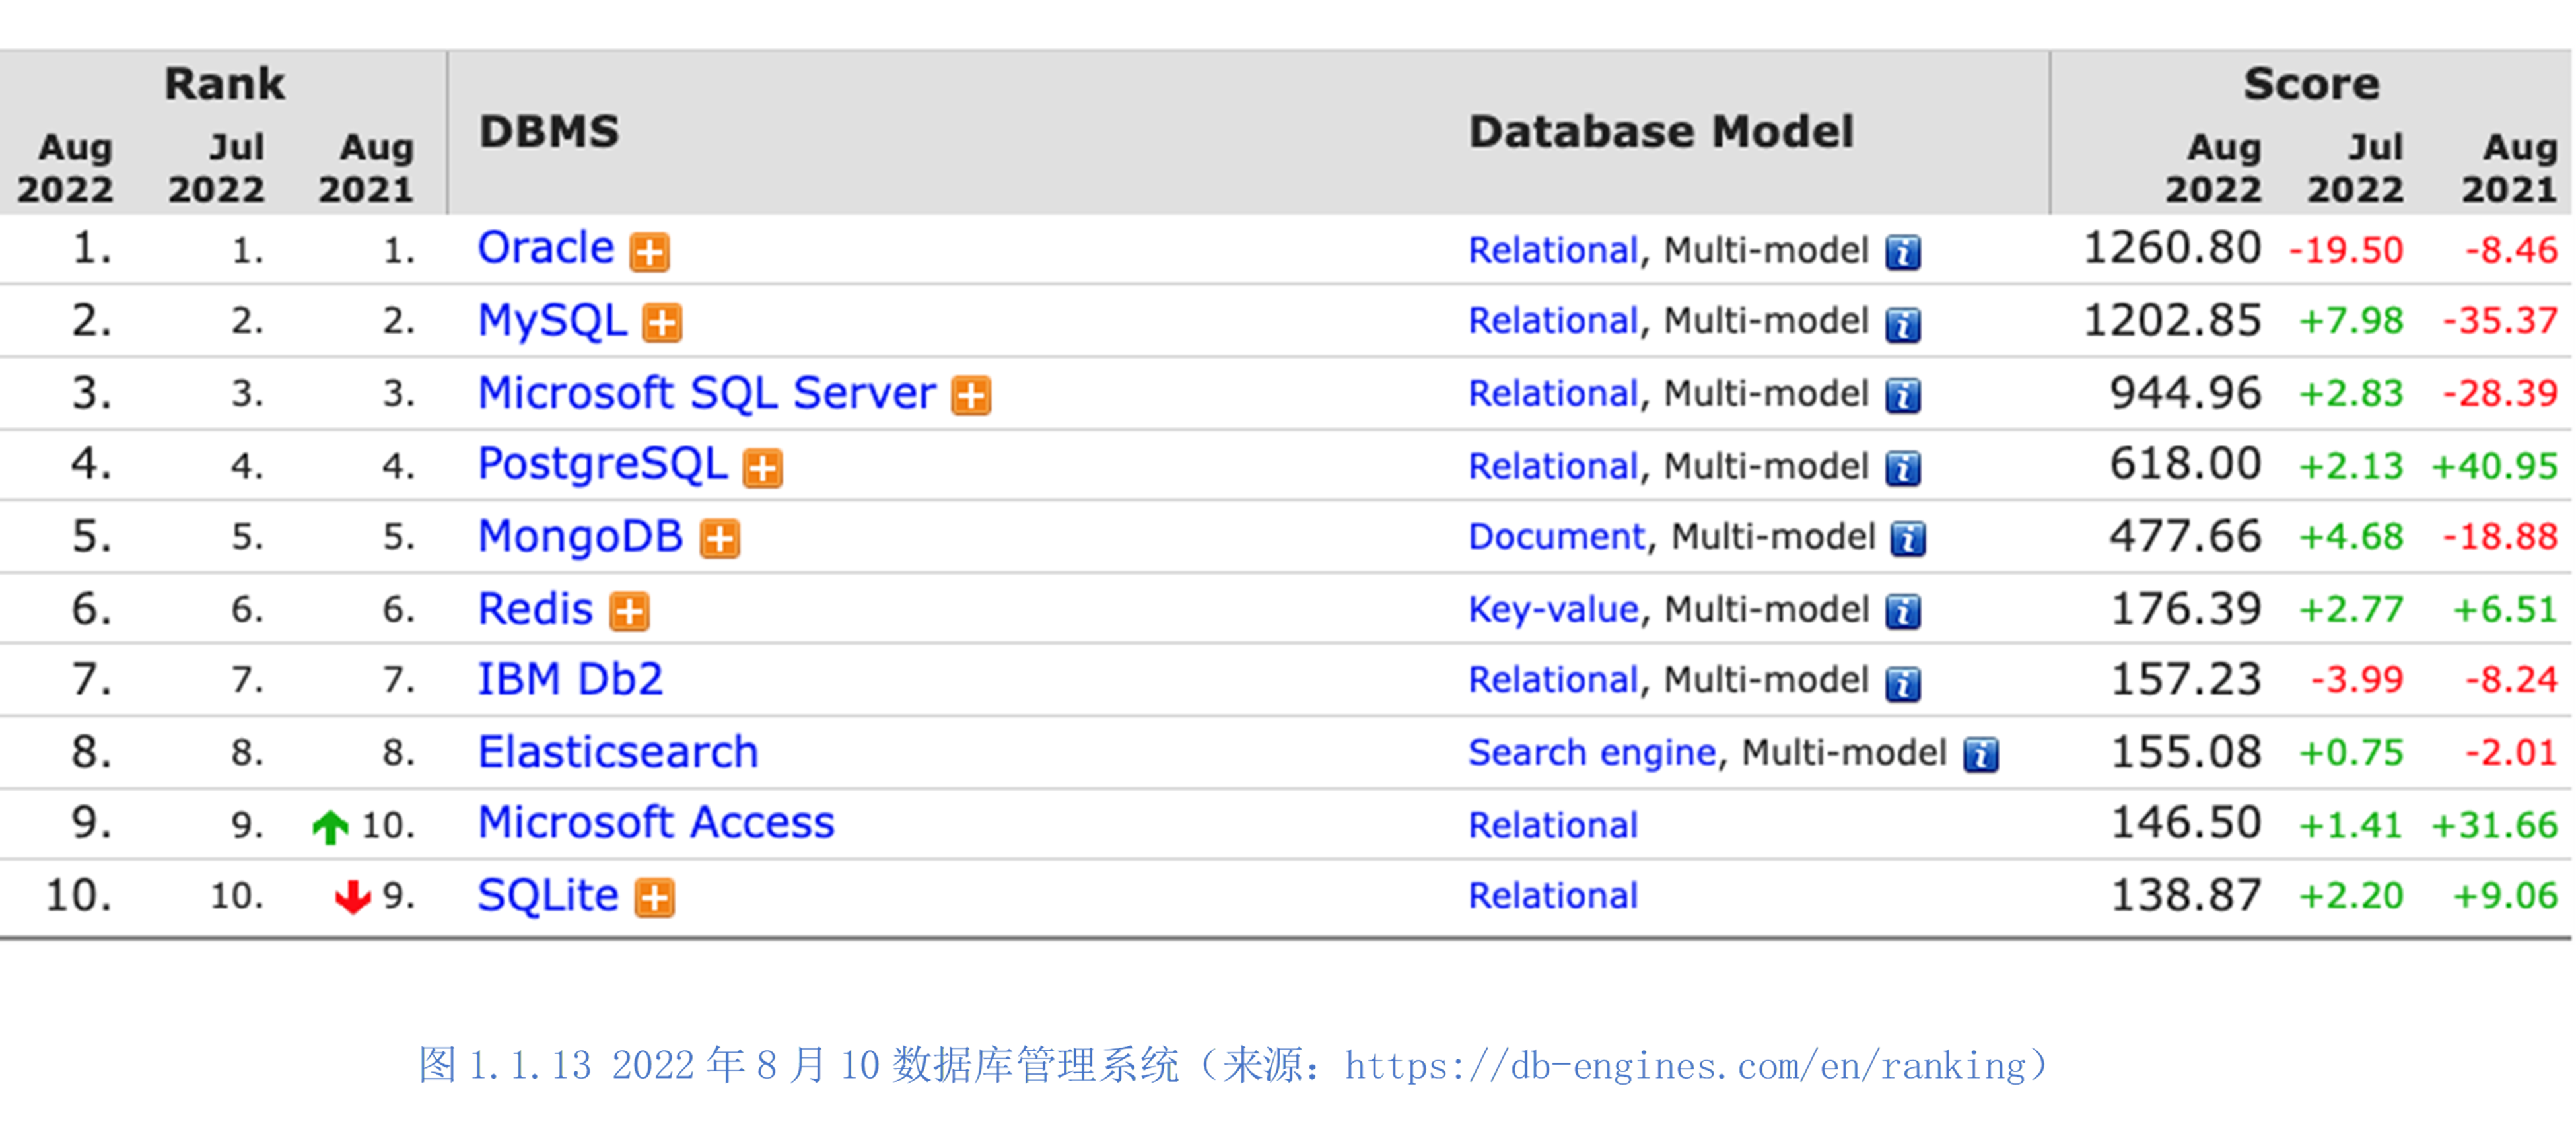 Rank DBMS Database Model Score
Aug 2022 Jul 2022 Aug 2021 Aug 2022 Jul 2022 Aug 2021
1. 1. 1. Oracle Relational, Multi-model i 1260.80 -19.50 -8.46
2. 2. 2. MySQL Relational, Multi-model i 1202.85 +7.98 -35.37
3. 3. 3. Microsoft SQL Server Relational, Multi-model i 944.96 +2.83 -28.39
4. 4. 4. PostgreSQL Relational, Multi-model i 618.00 +2.13 +40.95
5. 5. 5. MongoDB Document, Multi-model i 477.66 +4.68 -18.88
6. 6. 6. Redis Key-value, Multi-model i 176.39 +2.77 +6.51
7. 7. 7. IBM Db2 Relational, Multi-model i 157.23 -3.99 -8.24
8. 8. 8. Elasticsearch Search engine, Multi-model i 155.08 +0.75 -2.01
9. 9. 10. Microsoft Access Relational 146.50 +1.41 +31.66
10. 10. 9. SQLite Relational 138.87 +2.20 +9.06
图 1.1.13 2022 年 8 月 10 数据库管理系统（来源：https://db-engines.com/en/ranking）